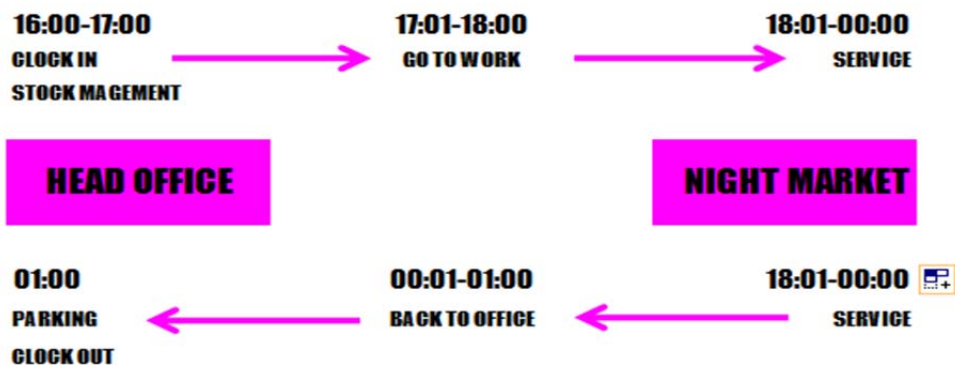 16:00-17:00 17:01-18:00 18:01-00:00
CLOCK IN GO TO WORK SERVICE
STOCK MAGEMENT
HEAD OFFICE NIGHT MARKET
01:00 00:01-01:00 18:01-00:00
PARKING BACK TO OFFICE SERVICE
CLOCK OUT